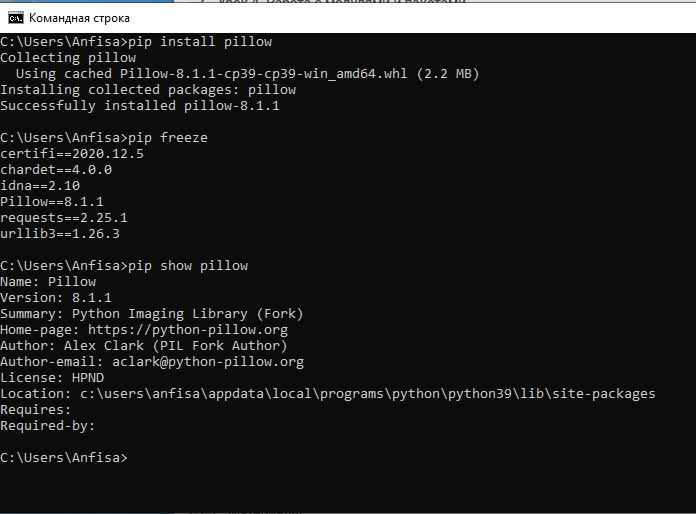 Командная строка
C:\Users\Anfisa>pip install pillow
Collecting pillow
  Using cached Pillow-8.1.1-cp39-cp39-win_amd64.whl (2.2 MB)
Installing collected packages: pillow
Successfully installed pillow-8.1.1
C:\Users\Anfisa>pip freeze
certifi==2020.12.5
chardet==4.0.0
idna==2.10
Pillow==8.1.1
requests==2.25.1
urllib3==1.26.3
C:\Users\Anfisa>pip show pillow
Name: Pillow
Version: 8.1.1
Summary: Python Imaging Library (Fork)
Home-page: https://python-pillow.org
Author: Alex Clark (PIL Fork Author)
Author-email: aclark@python-pillow.org
License: HPND
Location: c:\users\anfisa\appdata\local\programs\python\python39\lib\site-packages
Requires:
Required-by:
C:\Users\Anfisa>